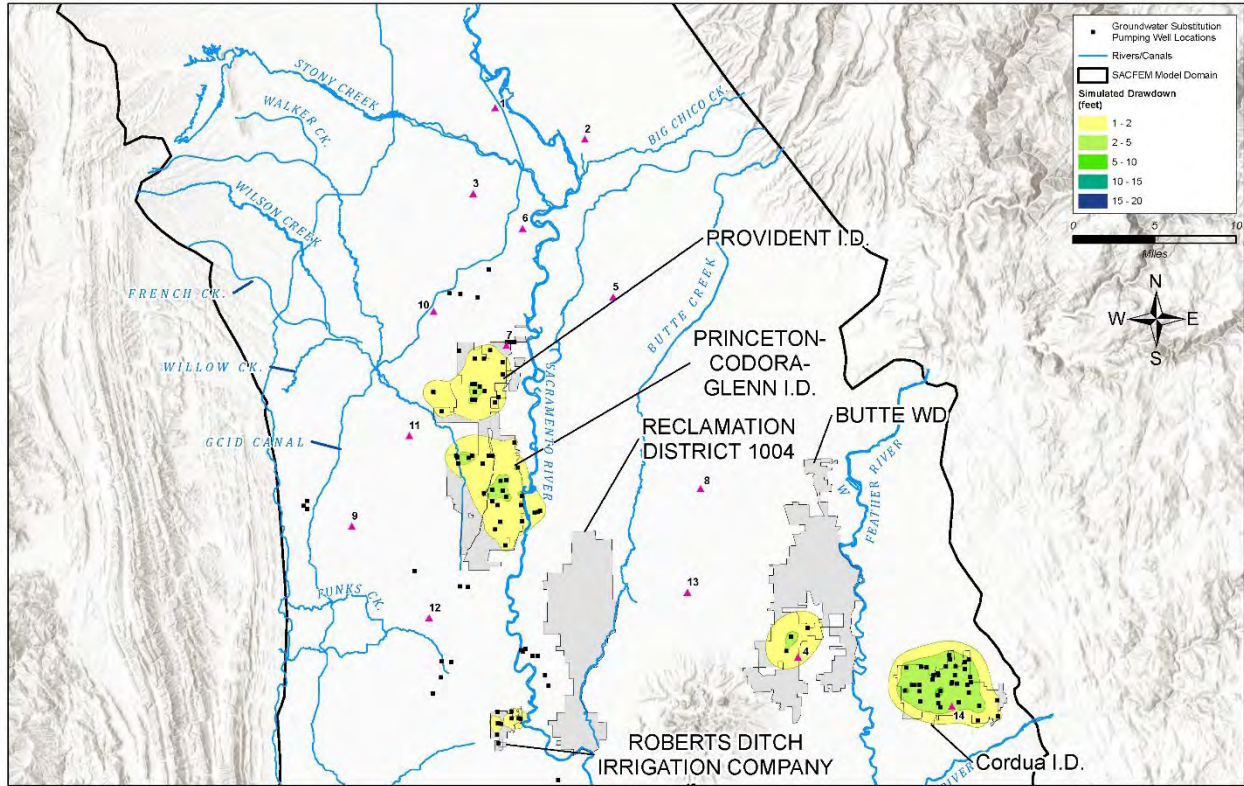 Groundwater Substitution
Pumping Well Locations
Rivers/Canals
SACFEM Model Domain
Simulated Drawdown
(feet)
1 - 2
2 - 5
5 - 10
10 - 15
15 - 20
0
5
10
Miles
N
W
E
S
STONY CREEK
WALKER CK.
BIG CHICO CK.
1
2
3
WILSON CREEK
6
PROVIDENT I.D.
FRENCH CK.
5
BUTTE CREEK
10
7
PRINCETON-
CODORA-
GLENN I.D.
WILLOW CK.
SACRAMENTO RIVER
BUTTE WD
RECLAMATION
DISTRICT 1004
11
GCID CANAL
W
FEATHER RIVER
8
9
FUNKS CK.
13
12
4
14
ROBERTS DITCH
IRRIGATION COMPANY
Cordua I.D.
RIVER